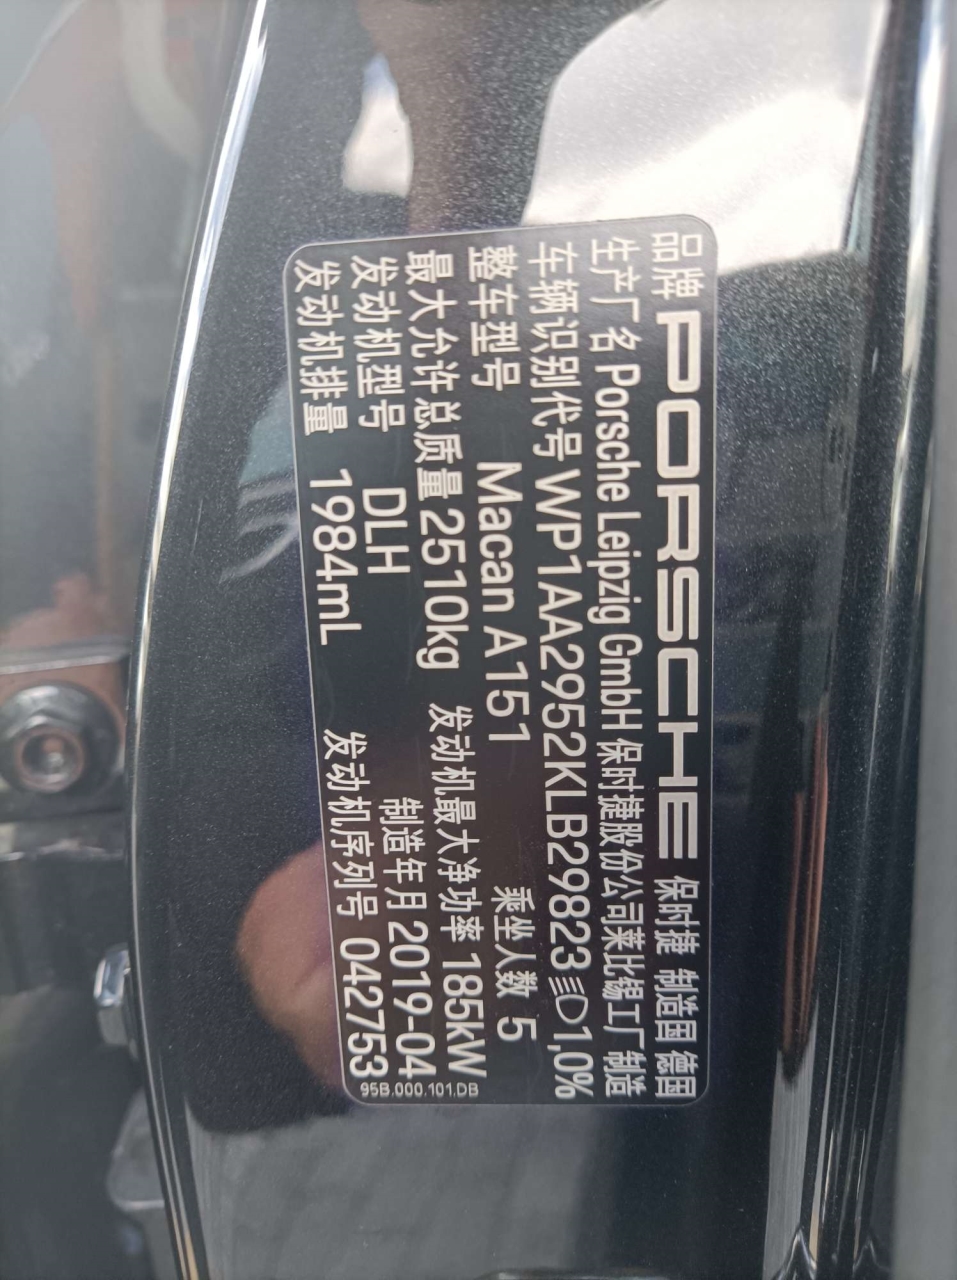 品牌 PORSCHE 保时捷 制造国 德国
生产厂名 Porsche Leipzig GmbH 保时捷股份公司莱比锡工厂制造
车辆识别代号 WP1AA2952KLB29823 1,0%
整车型号 Macan A151 乘坐人数 5
最大允许总质量 2510kg 发动机最大净功率 185kW
发动机型号 DLH 制造年月 2019-04
发动机排量 1984mL 发动机序列号 042753
95B.000.101.DB